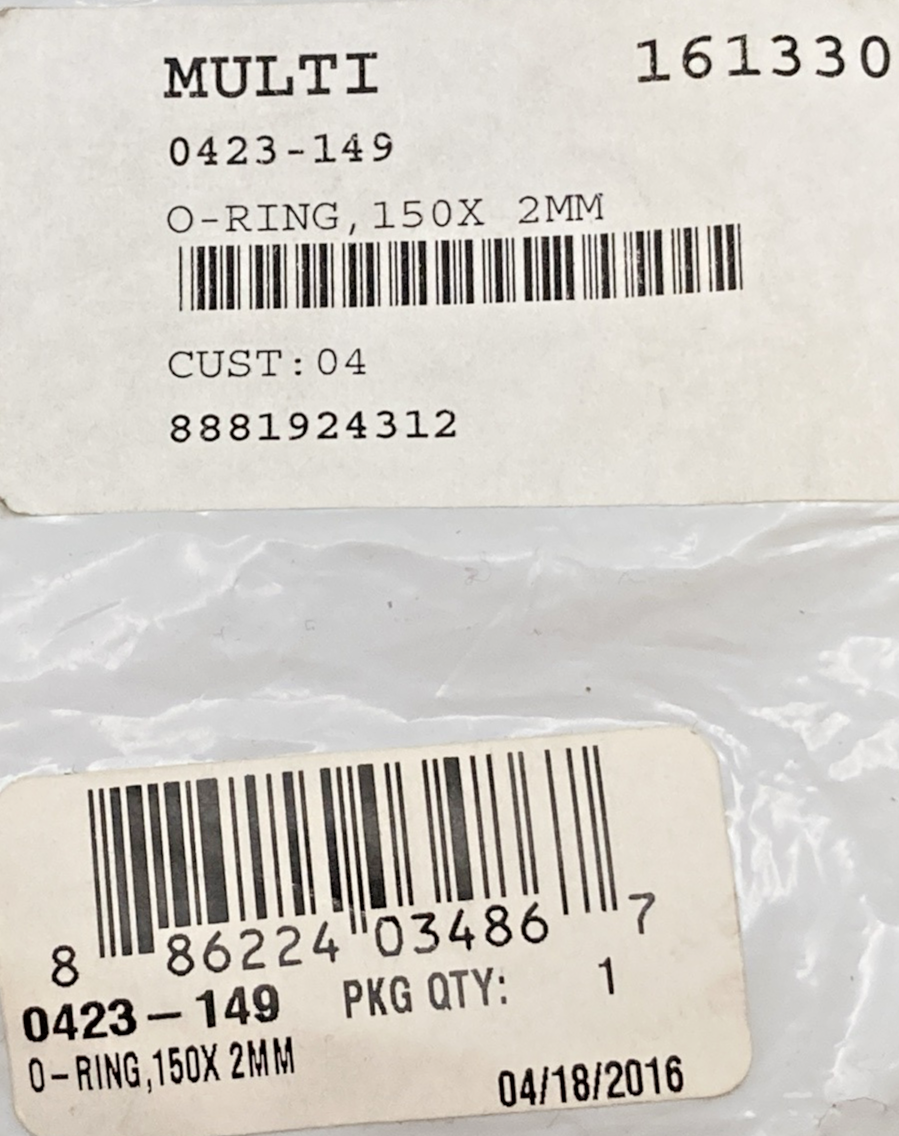 MULTI 161330
0423-149
O-RING,150X 2MM
CUST:04
8881924312
8 86224 03486 7
0423-149 PKG QTY: 1
O-RING,150X 2MM
04/18/2016